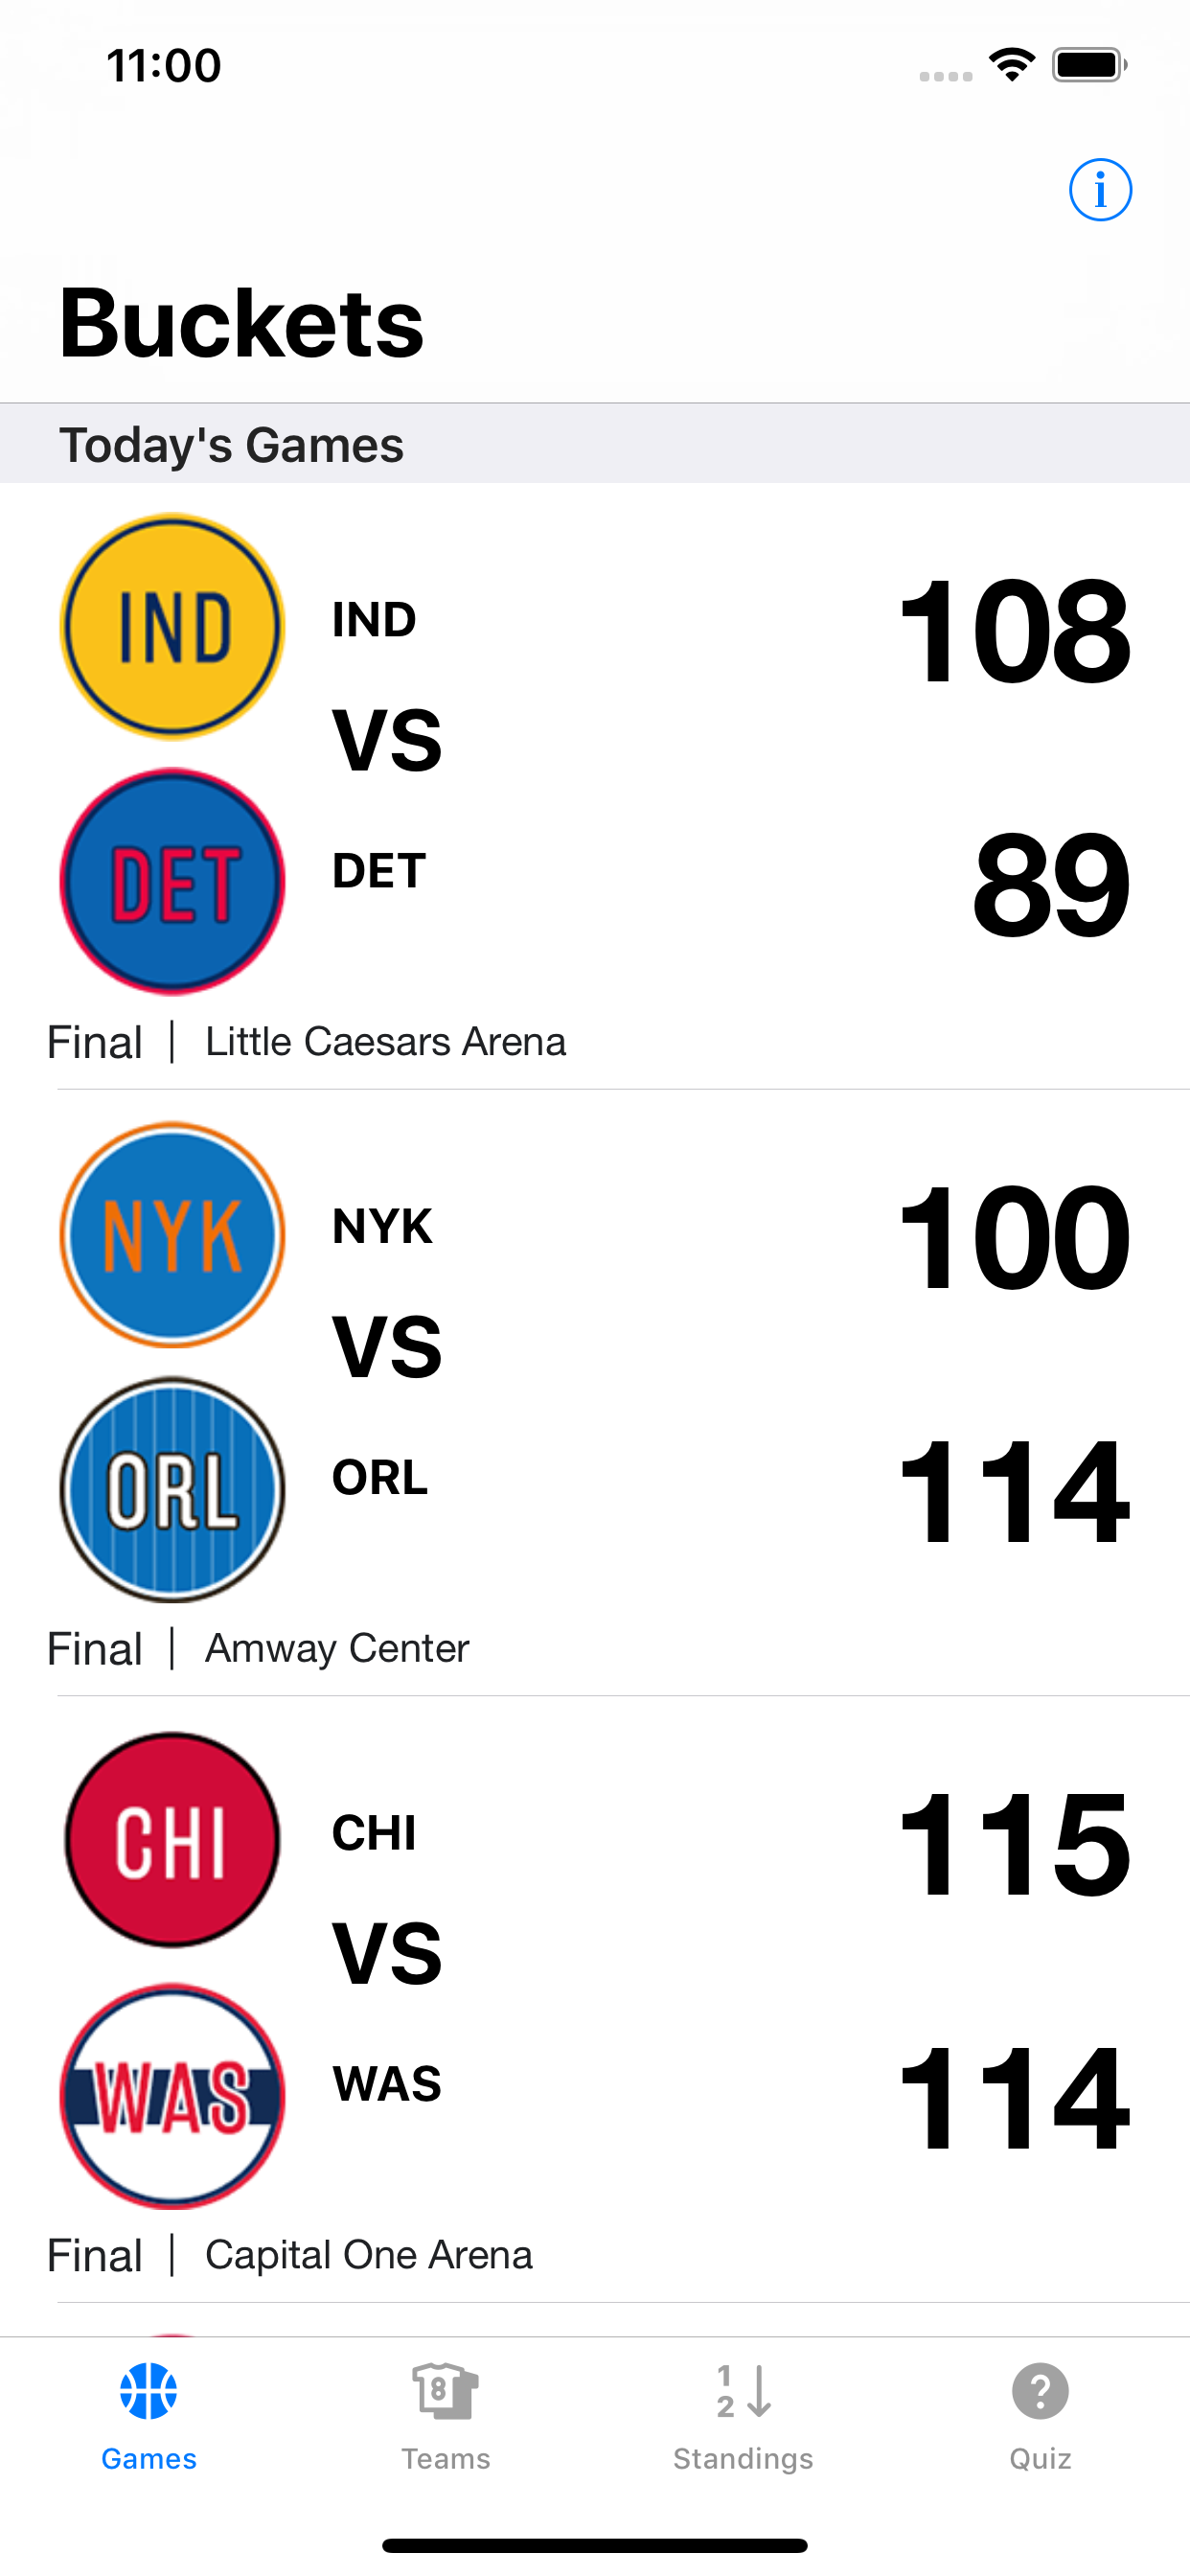 11:00
i
Buckets
Today's Games
IND
IND
108
VS
DET
DET
89
Final | Little Caesars Arena
NYK
NYK
100
VS
ORL
ORL
114
Final | Amway Center
CHI
CHI
115
VS
WAS
WAS
114
Final | Capital One Arena
8
1
2
?
Games
Teams
Standings
Quiz